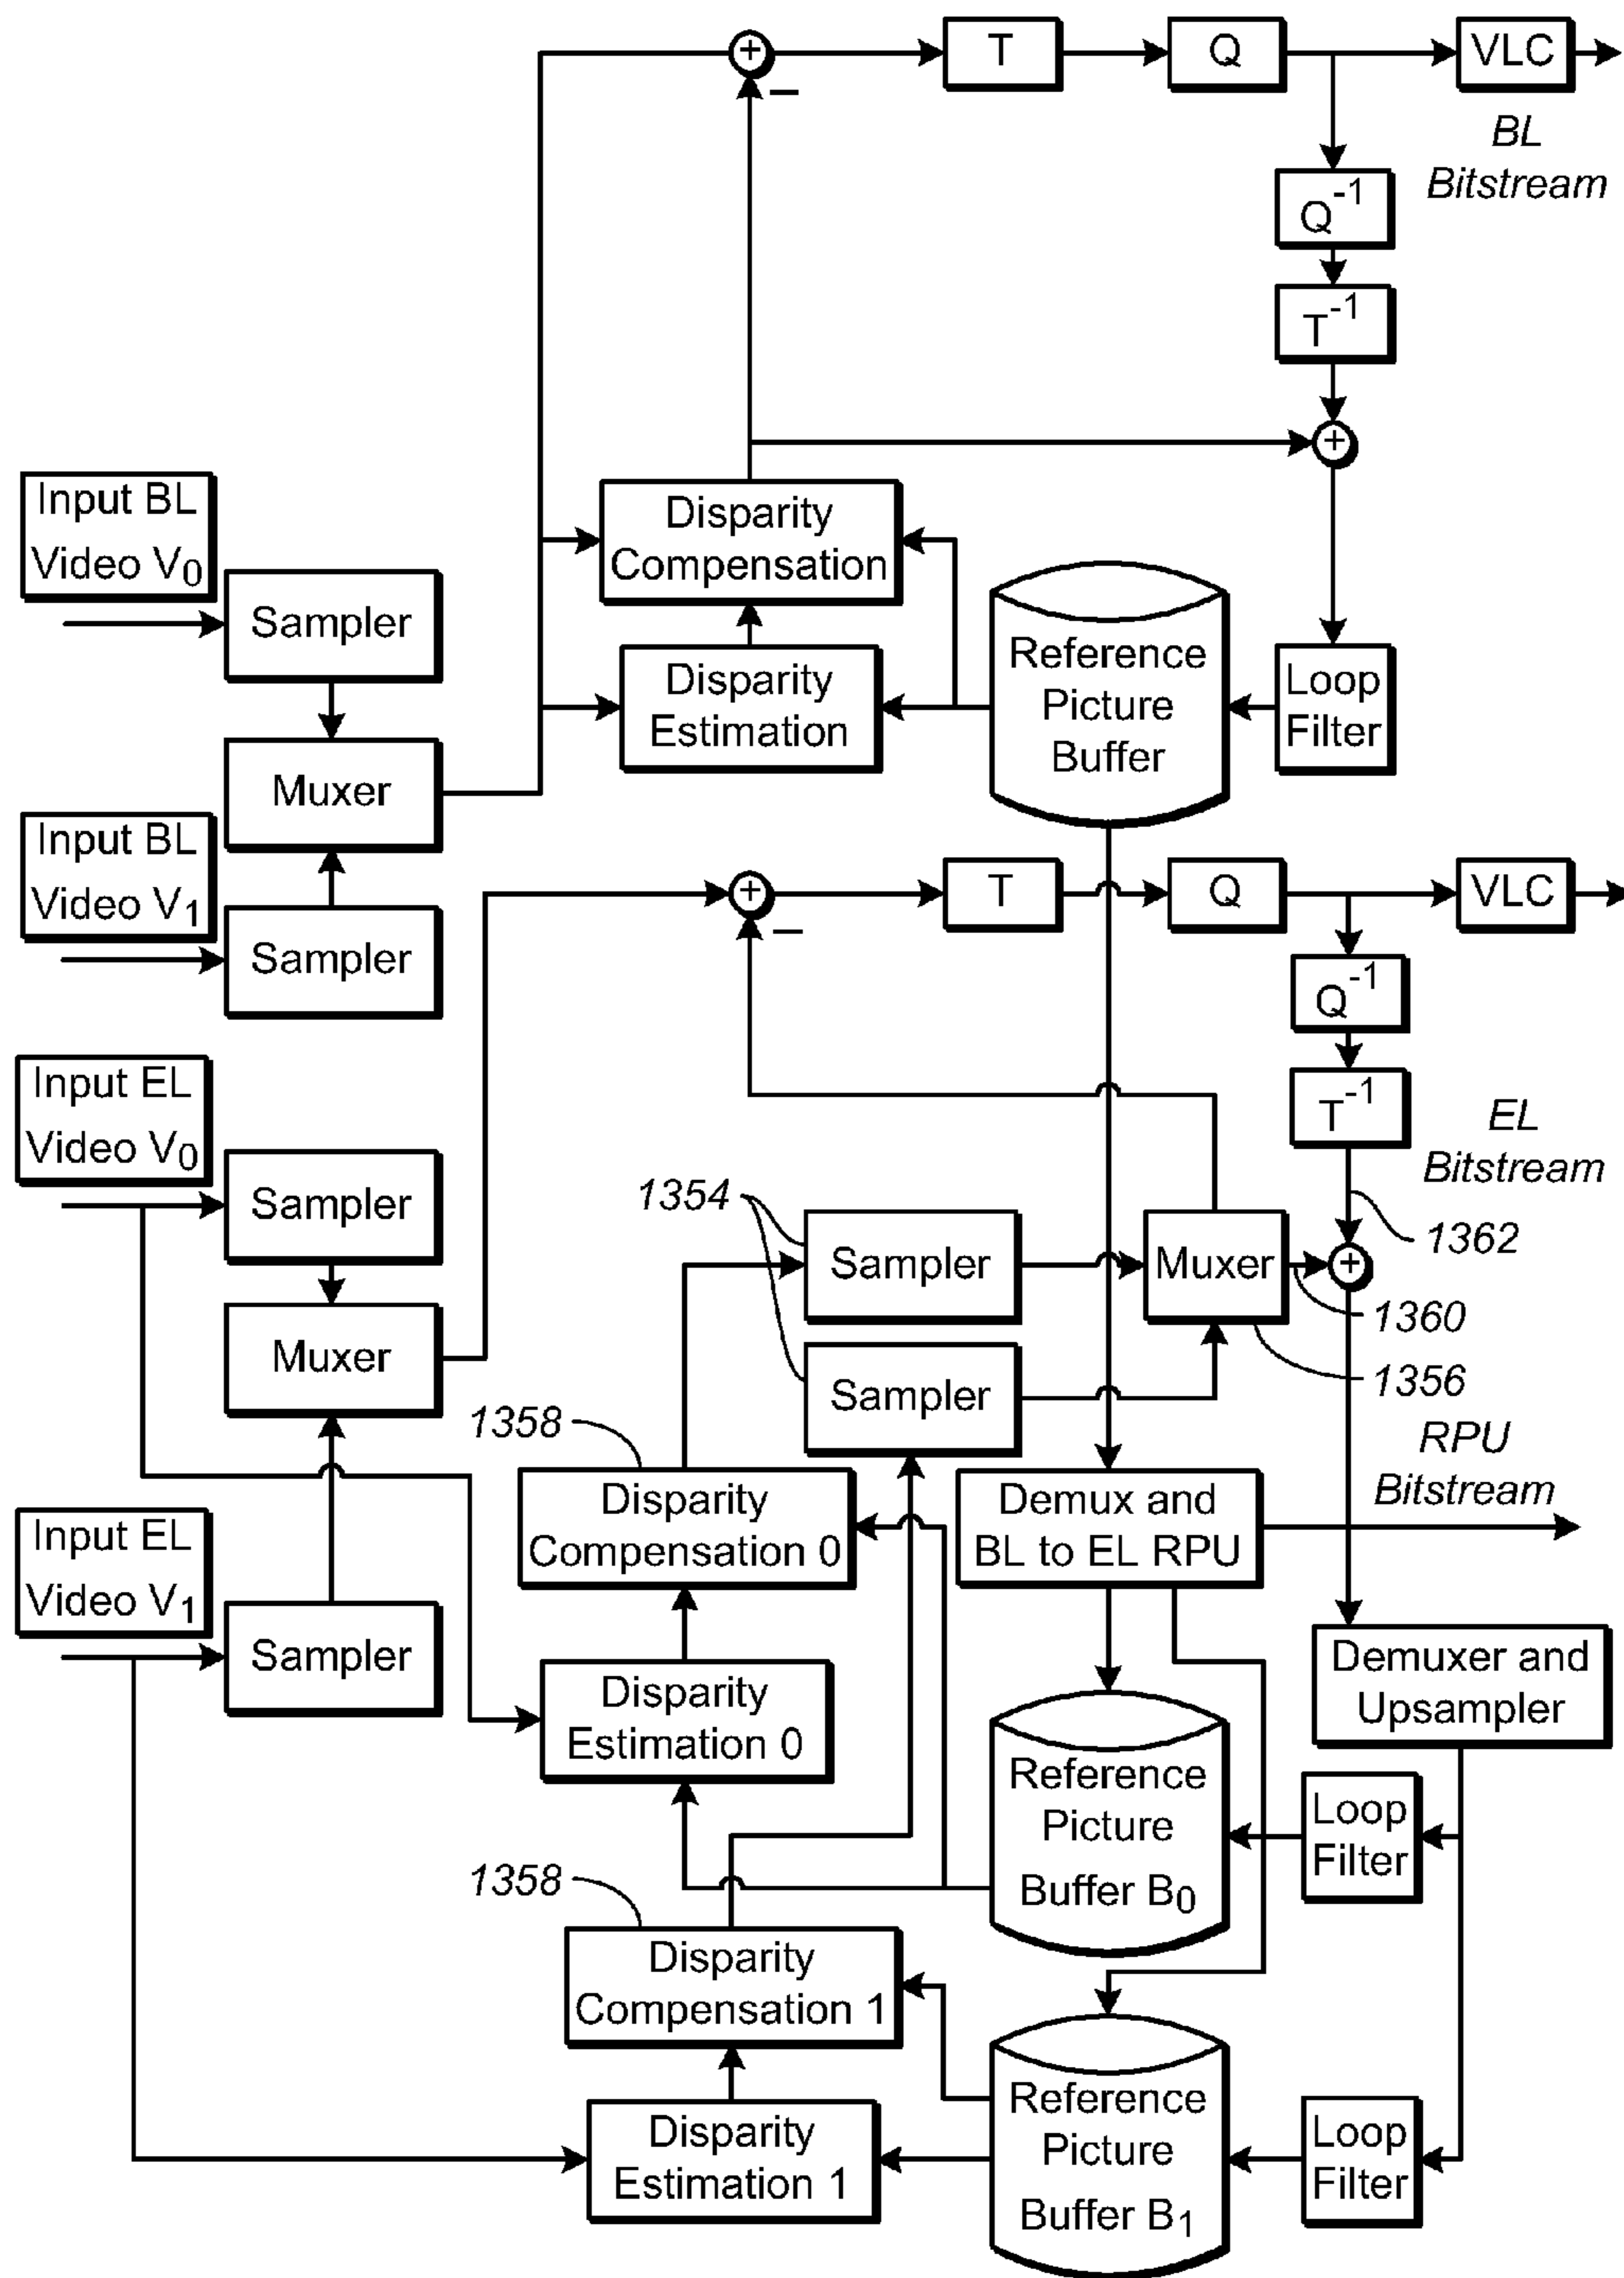 +
T
Q
VLC
−
BL
Bitstream
Q-1
T-1
+
Input BL
Video V0
Disparity
Compensation
Sampler
Reference
Picture
Buffer
Disparity
Estimation
Loop
Filter
Muxer
Input BL
Video V1
+
T
Q
VLC
−
Sampler
Q-1
Input EL
Video V0
T-1
EL
Bitstream
Sampler
1354
1362
Sampler
Muxer
+
1360
Muxer
Sampler
1356
1358
RPU
Bitstream
Disparity
Compensation 0
Demux and
BL to EL RPU
Input EL
Video V1
Sampler
Demuxer and
Upsampler
Disparity
Estimation 0
Reference
Picture
Buffer B0
Loop
Filter
1358
Disparity
Compensation 1
Reference
Picture
Buffer B1
Disparity
Estimation 1
Loop
Filter